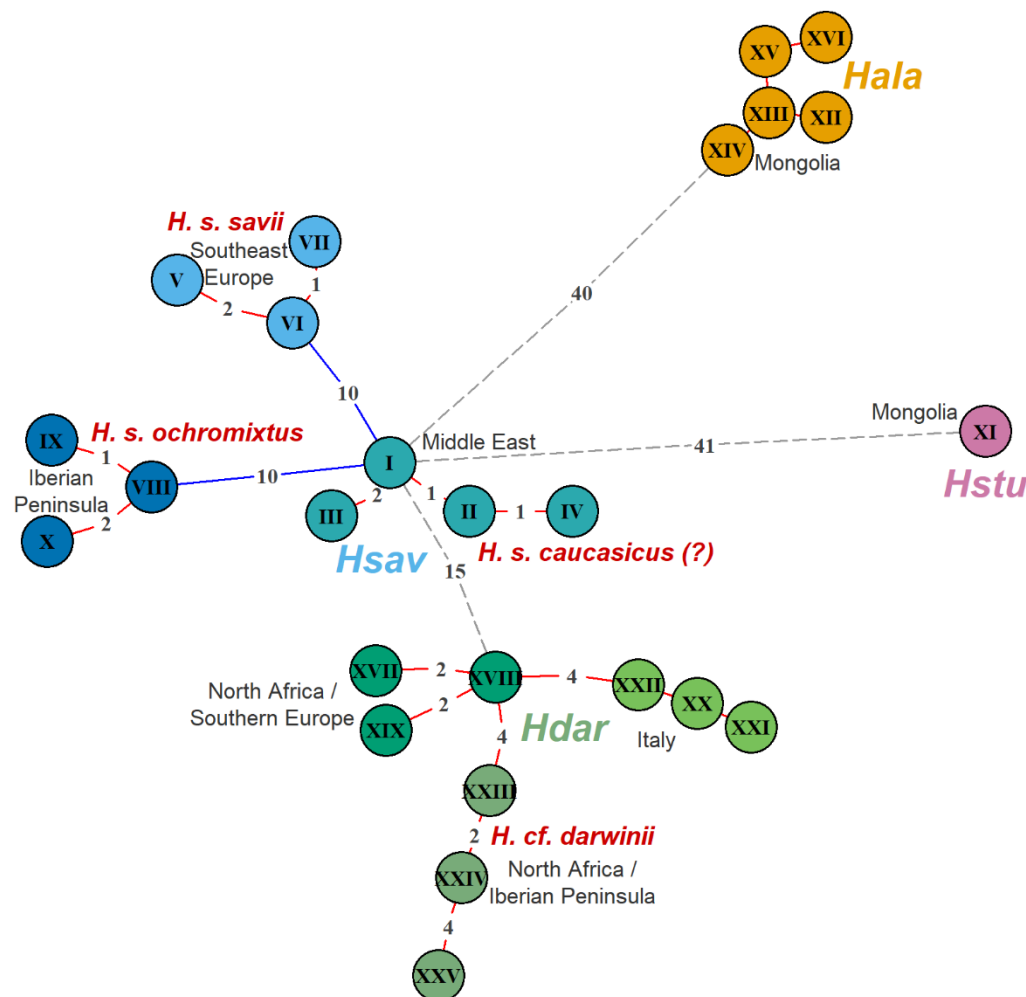 XV
XVI
Hala
XIII
XII
XIV
Mongolia
H. s. savii
VII
Southeast
Europe
V
1
2
VI
40
10
IX
H. s. ochromixtus
1
Iberian
Peninsula
VIII
10
X
2
Middle East
I
41
Mongolia
XI
Hstu
2
1
III
II
1
IV
Hsav
H. s. caucasicus (?)
15
XVII
2
XVIII
4
XXII
North Africa /
Southern Europe
2
XIX
XX
XXI
Hdar
Italy
4
XXIII
2
H. cf. darwinii
XXIV
North Africa /
Iberian Peninsula
4
XXV